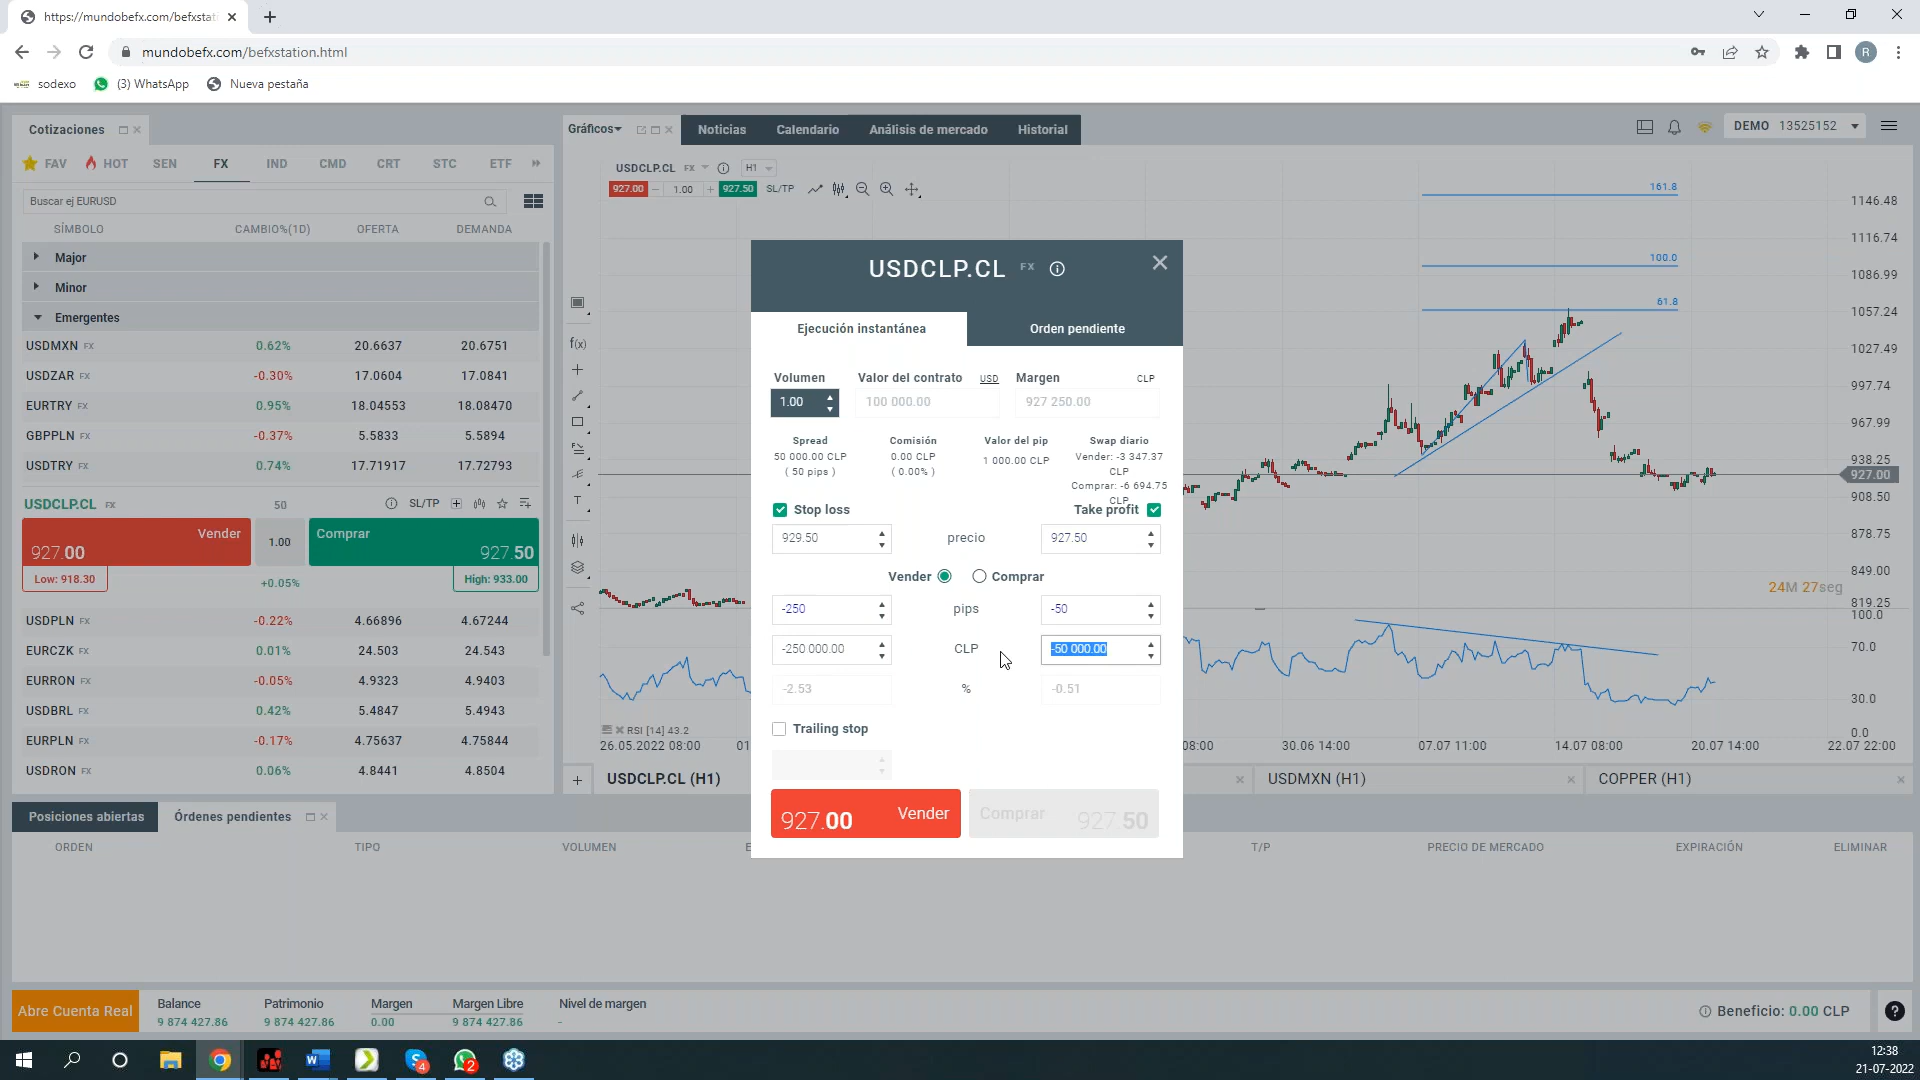 https://mundobefx.com/befxstati
mundobefx.com/befxstation.html
R
sodexo
(3) WhatsApp
Nueva pestaña
Cotizaciones
Gráficos
Noticias
Calendario
Análisis de mercado
Historial
DEMO 13525152
FAV
HOT
SEN
FX
IND
CMD
CRT
STC
ETF
Buscar ej EURUSD
SÍMBOLO CAMBIO%(1D) OFERTA DEMANDA
Major
Minor
Emergentes
USDMXN FX 0.62% 20.6637 20.6751
USDZAR FX -0.30% 17.0604 17.0841
EURTRY FX 0.95% 18.04553 18.08470
GBPPLN FX -0.37% 5.5833 5.5894
USDTRY FX 0.74% 17.71917 17.72793
USDCLP.CL FX 50 SL/TP
Vender
927.00
1.00
Comprar
927.50
Low: 918.30
+0.05%
High: 933.00
USDPLN FX -0.22% 4.66896 4.67244
EURCZK FX 0.01% 24.503 24.543
EURRON FX -0.05% 4.9323 4.9403
USDBRL FX 0.42% 5.4847 5.4943
EURPLN FX -0.17% 4.75637 4.75844
USDRON FX 0.06% 4.8441 4.8504
USDCLP.CL FX H1
927.00 1.00 927.50 SL/TP
f(x)
T
161.8
100.0
61.8
1146.48
1116.74
1086.99
1057.24
1027.49
997.74
967.99
938.25
927.00
908.50
878.75
849.00
819.25
24M 27seg
100.0
70.0
30.0
0.0
RSI [14] 43.2
26.05.2022 08:00 01 08:00 30.06 14:00 07.07 11:00 14.07 08:00 20.07 14:00 22.07 22:00
USDCLP.CL (H1)
USDMXN (H1)
COPPER (H1)
USDCLP.CL FX
Ejecución instantánea
Orden pendiente
Volumen Valor del contrato USD Margen CLP
1.00 100 000.00 927 250.00
Spread
50 000.00 CLP
( 50 pips )
Comisión
0.00 CLP
( 0.00% )
Valor del pip
1 000.00 CLP
Swap diario
Vender: -3 347.37
CLP
Comprar: -6 694.75
CLP
Stop loss
Take profit
929.50 precio 927.50
Vender
Comprar
-250 pips -50
-250 000.00 CLP -50 000.00
-2.53 % -0.51
Trailing stop
927.00 Vender
Comprar 927.50
Posiciones abiertas
Órdenes pendientes
ORDEN TIPO VOLUMEN E T/P PRECIO DE MERCADO EXPIRACIÓN ELIMINAR
Abre Cuenta Real
Balance
9 874 427.86
Patrimonio
9 874 427.86
Margen
0.00
Margen Libre
9 874 427.86
Nivel de margen
-
Beneficio: 0.00 CLP
4
2
12:38
21-07-2022